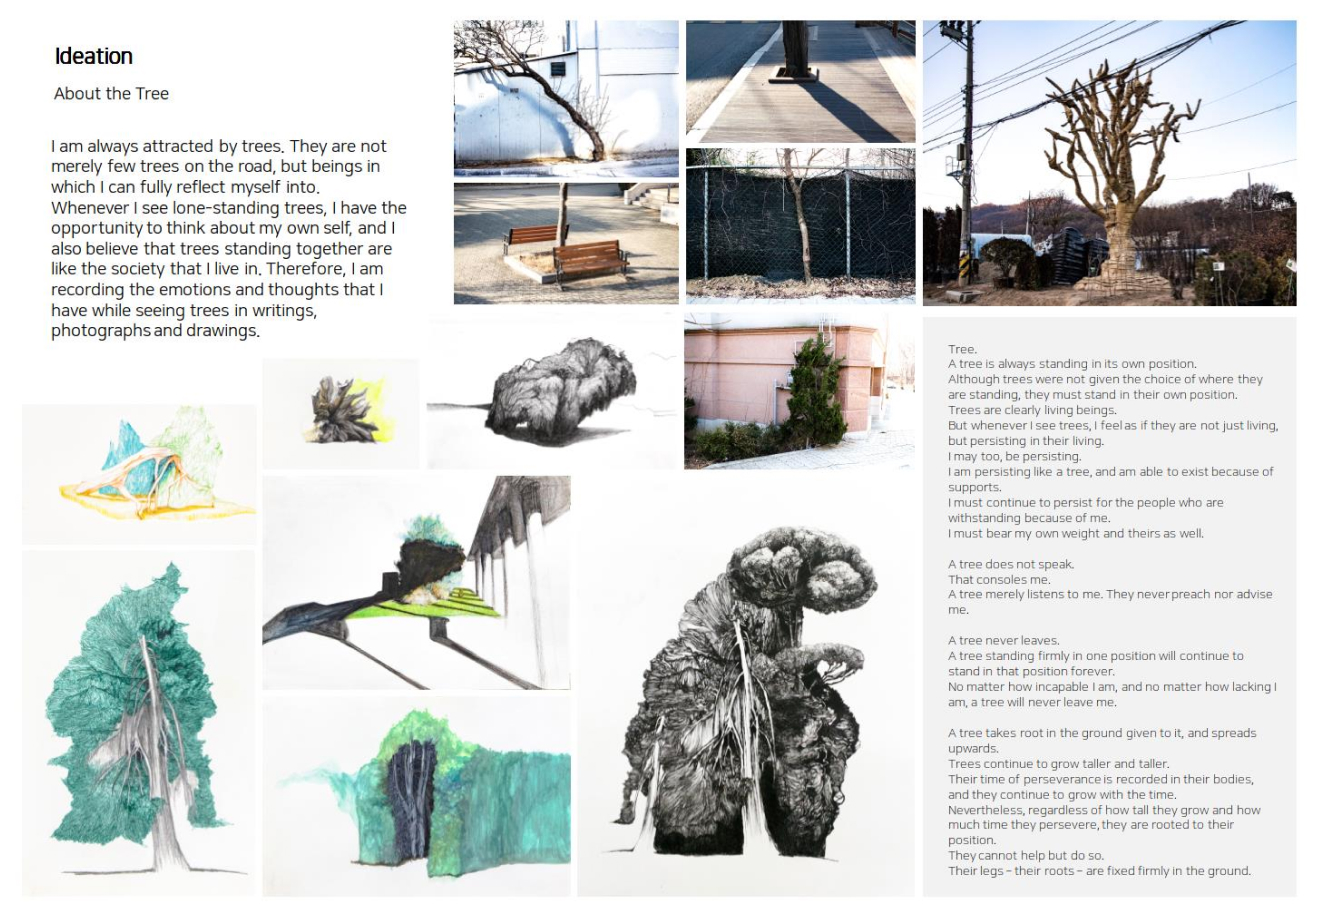 Ideation
About the Tree
I am always attracted by trees. They are not
merely few trees on the road, but beings in
which I can fully reflect myself into.
Whenever I see lone-standing trees, I have the
opportunity to think about my own self, and I
also believe that trees standing together are
like the society that I live in. Therefore, I am
recording the emotions and thoughts that I
have while seeing trees in writings,
photographs and drawings.
Tree.
A tree is always standing in its own position.
Although trees were not given the choice of where they
are standing, they must stand in their own position.
Trees are clearly living beings.
But whenever I see trees, I feel as if they are not just living,
but persisting in their living.
I may too, be persisting.
I am persisting like a tree, and am able to exist because of
supports.
I must continue to persist for the people who are
withstanding because of me.
I must bear my own weight and theirs as well.
A tree does not speak.
That consoles me.
A tree merely listens to me. They never preach nor advise
me.
A tree never leaves.
A tree standing firmly in one position will continue to
stand in that position forever.
No matter how incapable I am, and no matter how lacking I
am, a tree will never leave me.
A tree takes root in the ground given to it, and spreads
upwards.
Trees continue to grow taller and taller.
Their time of perseverance is recorded in their bodies,
and they continue to grow with the time.
Nevertheless, regardless of how tall they grow and how
much time they persevere, they are rooted to their
position.
They cannot help but do so.
Their legs – their roots – are fixed firmly in the ground.